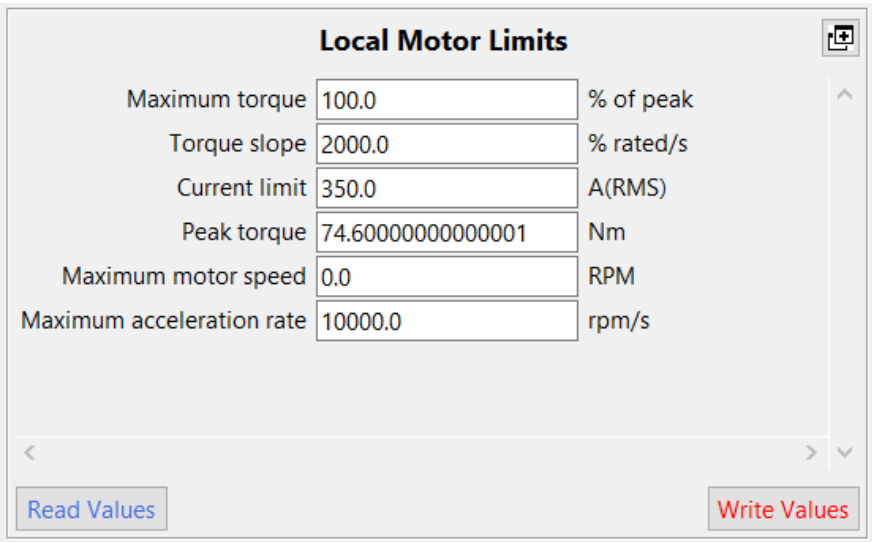 Local Motor Limits
Maximum torque 100.0 % of peak
Torque slope 2000.0 % rated/s
Current limit 350.0 A(RMS)
Peak torque 74.60000000000001 Nm
Maximum motor speed 0.0 RPM
Maximum acceleration rate 10000.0 rpm/s
Read Values Write Values